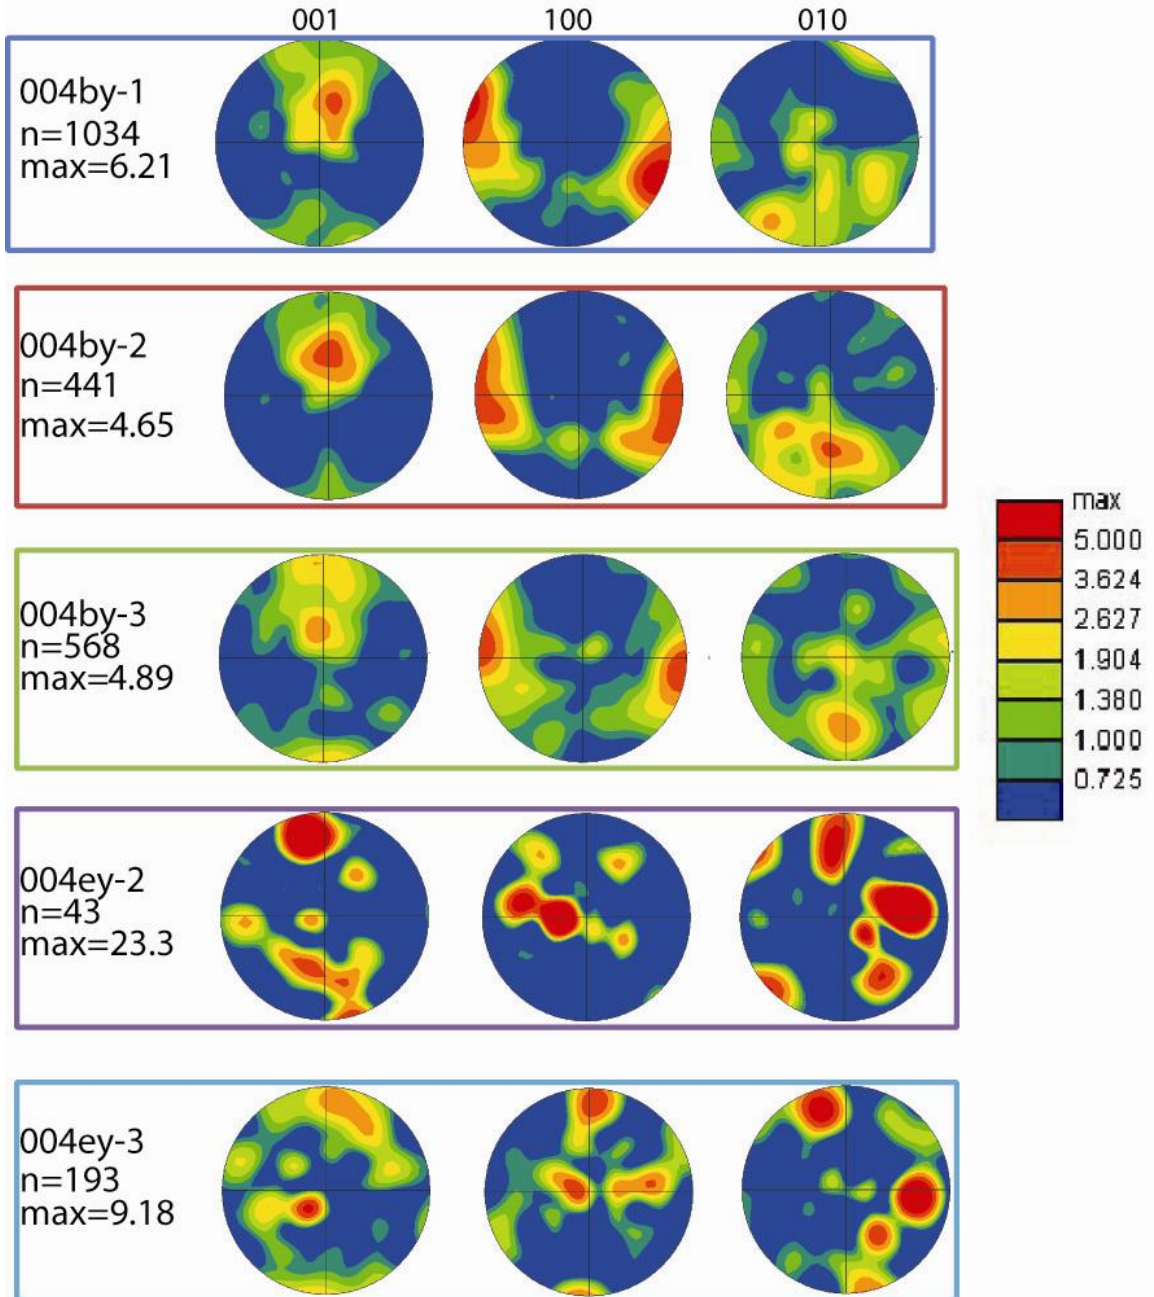 001 100 010
004by-1
n=1034
max=6.21
004by-2
n=441
max=4.65
max
5.000
3.624
2.627
1.904
1.380
1.000
0.725
004by-3
n=568
max=4.89
004ey-2
n=43
max=23.3
004ey-3
n=193
max=9.18